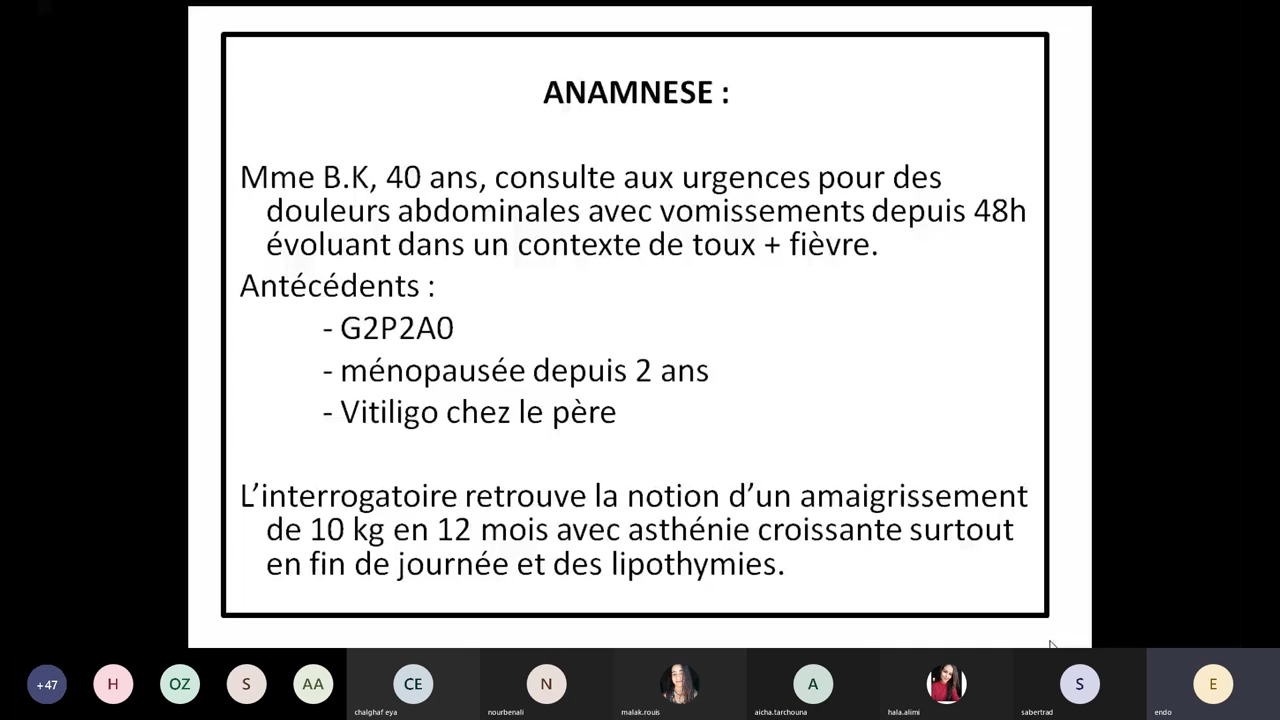 ANAMNESE :
Mme B.K, 40 ans, consulte aux urgences pour des
douleurs abdominales avec vomissements depuis 48h
évoluant dans un contexte de toux + fièvre.
Antécédents :
- G2P2A0
- ménopausée depuis 2 ans
- Vitiligo chez le père
L’interrogatoire retrouve la notion d’un amaigrissement
de 10 kg en 12 mois avec asthénie croissante surtout
en fin de journée et des lipothymies.
+47 H OZ S AA CE N A S E
chalghaf eya nourbenali malak.rouis aicha.tarchouna hala.alimi sabertrad endo